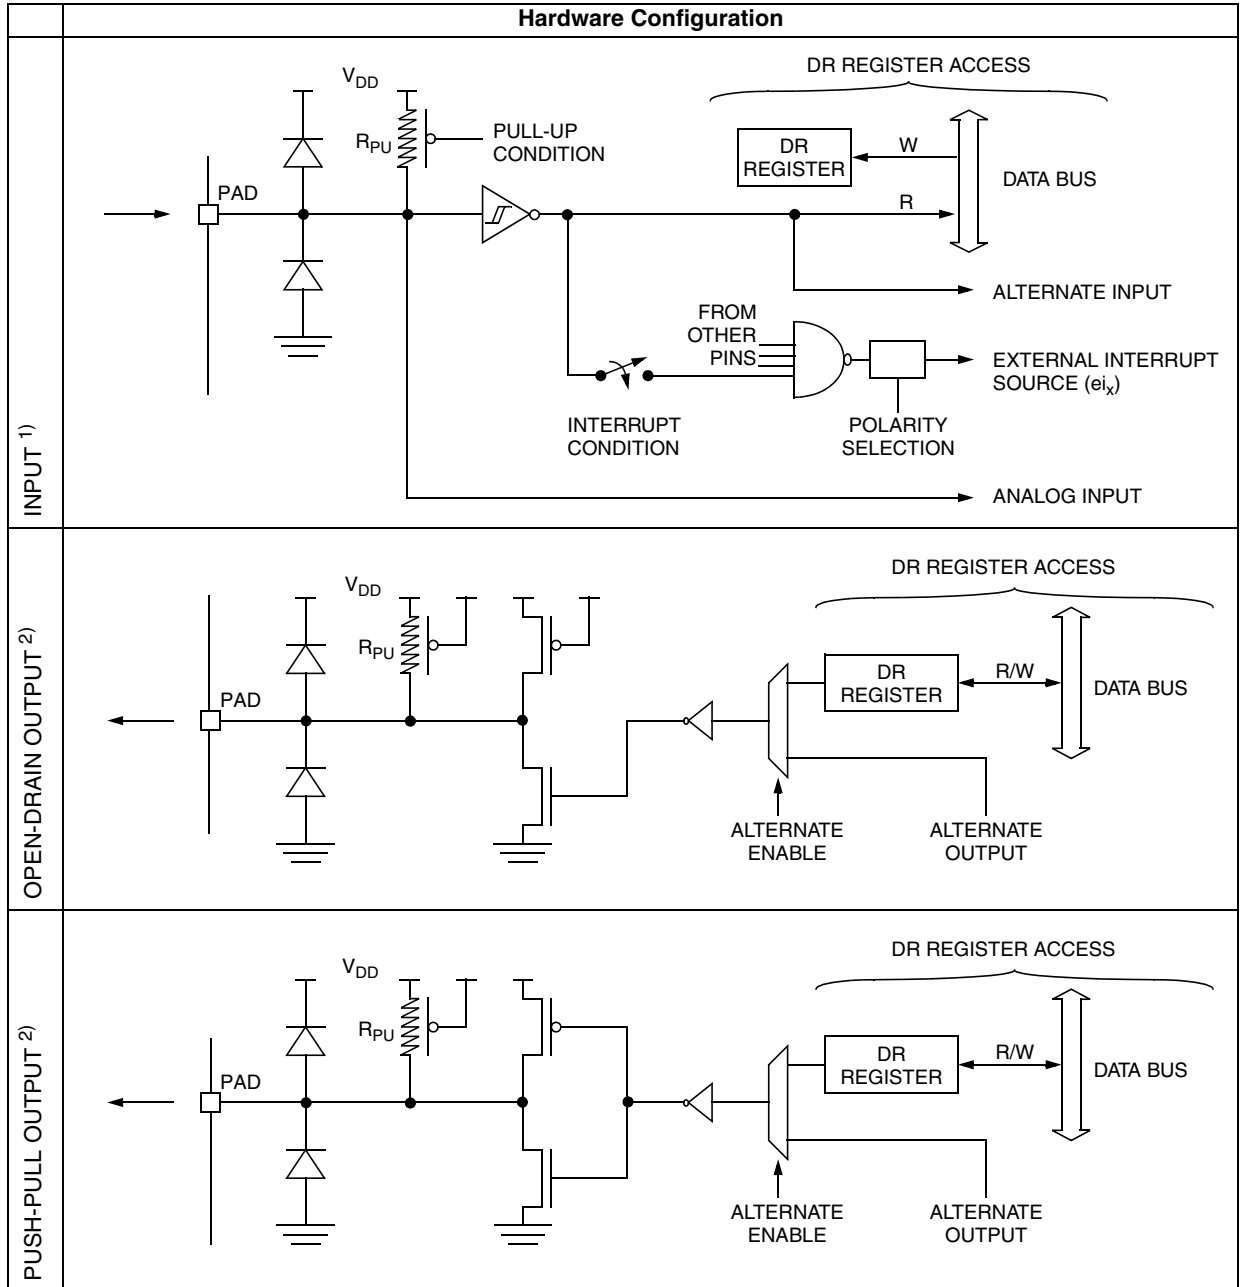 Hardware Configuration
INPUT 1)
DR REGISTER ACCESS
VDD
RPU
PULL-UP
CONDITION
DR
REGISTER
W
DATA BUS
PAD
R
ALTERNATE INPUT
FROM
OTHER
PINS
EXTERNAL INTERRUPT
SOURCE (eix)
INTERRUPT
CONDITION
POLARITY
SELECTION
ANALOG INPUT
OPEN-DRAIN OUTPUT 2)
DR REGISTER ACCESS
VDD
RPU
DR
REGISTER
R/W
DATA BUS
PAD
ALTERNATE
ENABLE
ALTERNATE
OUTPUT
PUSH-PULL OUTPUT 2)
DR REGISTER ACCESS
VDD
RPU
DR
REGISTER
R/W
DATA BUS
PAD
ALTERNATE
ENABLE
ALTERNATE
OUTPUT